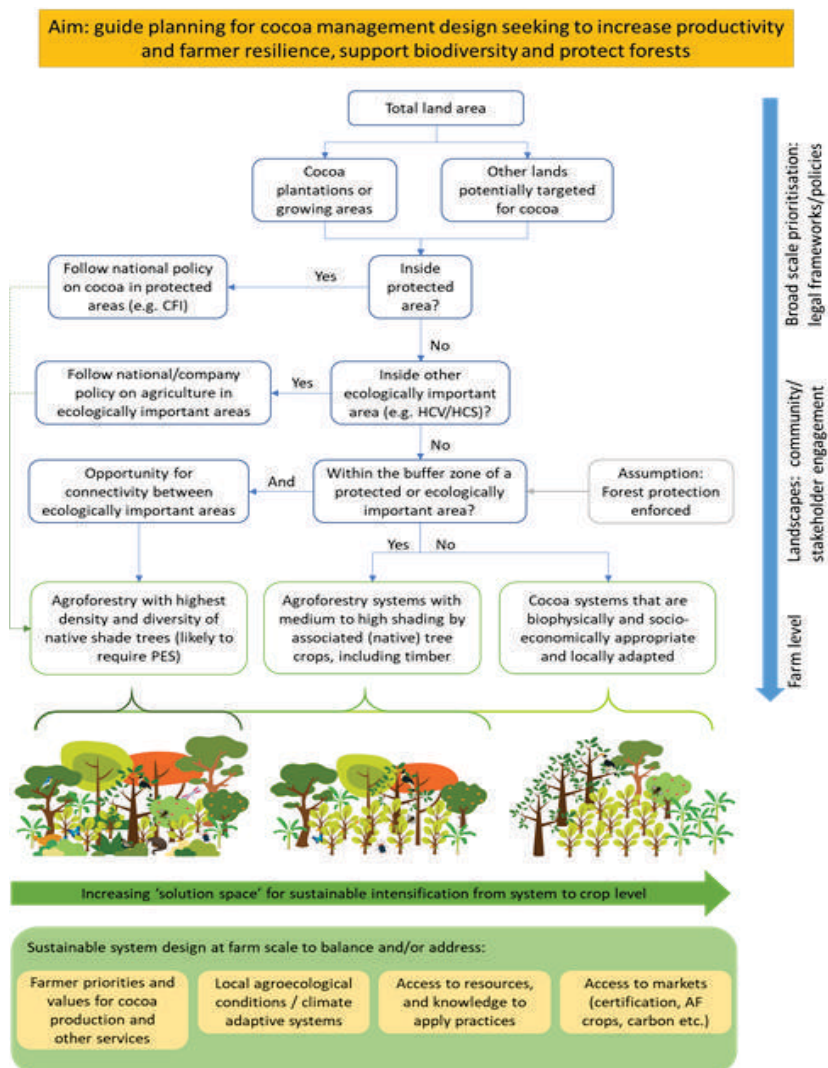 Aim: guide planning for cocoa management design seeking to increase productivity
and farmer resilience, support biodiversity and protect forests
Total land area
Cocoa
plantations or
growing areas
Other lands
potentially targeted
for cocoa
Broad scale prioritisation:
legal frameworks/policies
Follow national policy
on cocoa in protected
areas (e.g. CFI)
Yes
Inside
protected
area?
No
Follow national/company
policy on agriculture in
ecologically important areas
Yes
Inside other
ecologically important
area (e.g. HCV/HCS)?
No
Landscapes: community/
stakeholder engagement
Opportunity for
connectivity between
ecologically important areas
And
Within the buffer zone of a
protected or ecologically
important area?
Assumption:
Forest protection
enforced
Yes
No
Agroforestry with highest
density and diversity of
native shade trees (likely to
require PES)
Agroforestry systems with
medium to high shading by
associated (native) tree
crops, including timber
Cocoa systems that are
biophysically and socio-
economically appropriate
and locally adapted
Farm level
Increasing 'solution space' for sustainable intensification from system to crop level
Sustainable system design at farm scale to balance and/or address:
Farmer priorities and
values for cocoa
production and
other services
Local agroecological
conditions / climate
adaptive systems
Access to resources,
and knowledge to
apply practices
Access to markets
(certification, AF
crops, carbon etc.)